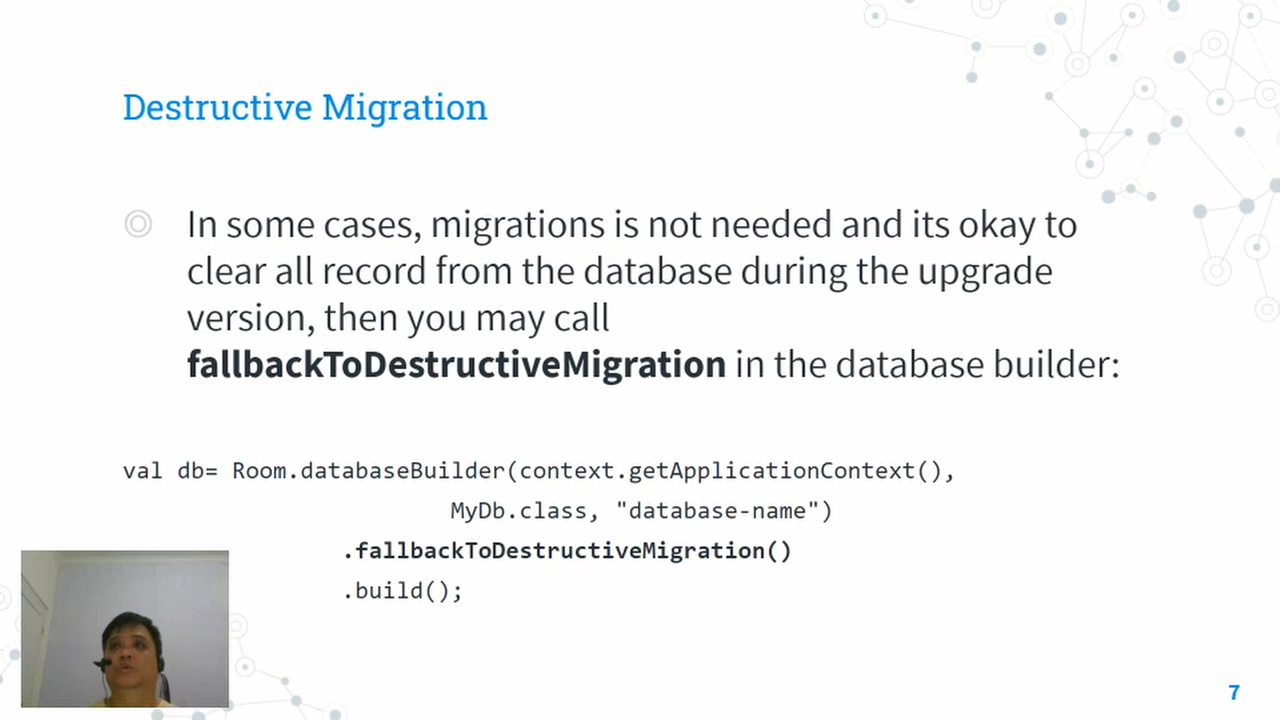 Destructive Migration
In some cases, migrations is not needed and its okay to
clear all record from the database during the upgrade
version, then you may call
fallbackToDestructiveMigration in the database builder:
val db= Room.databaseBuilder(context.getApplicationContext(),
MyDb.class, "database-name")
.fallbackToDestructiveMigration()
.build();
7